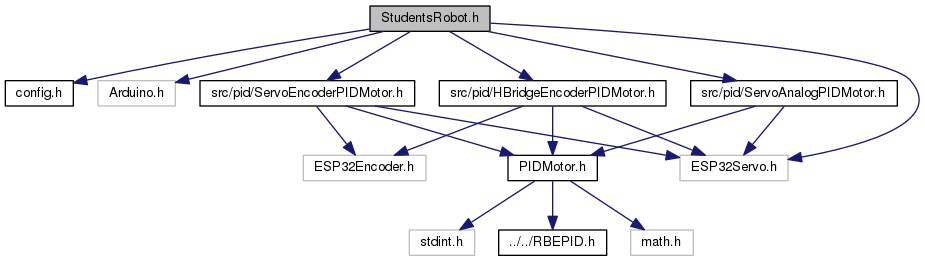 StudentsRobot.h
config.h
Arduino.h
src/pid/ServoEncoderPIDMotor.h
src/pid/HBridgeEncoderPIDMotor.h
src/pid/ServoAnalogPIDMotor.h
ESP32Encoder.h
PIDMotor.h
ESP32Servo.h
stdint.h
../../RBEPID.h
math.h